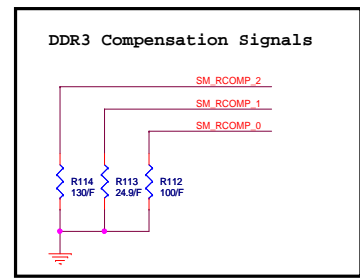 DDR3 Compensation Signals
SM_RCOMP_2
SM_RCOMP_1
SM_RCOMP_0
R114 R113 R112
130/F 24.9/F 100/F